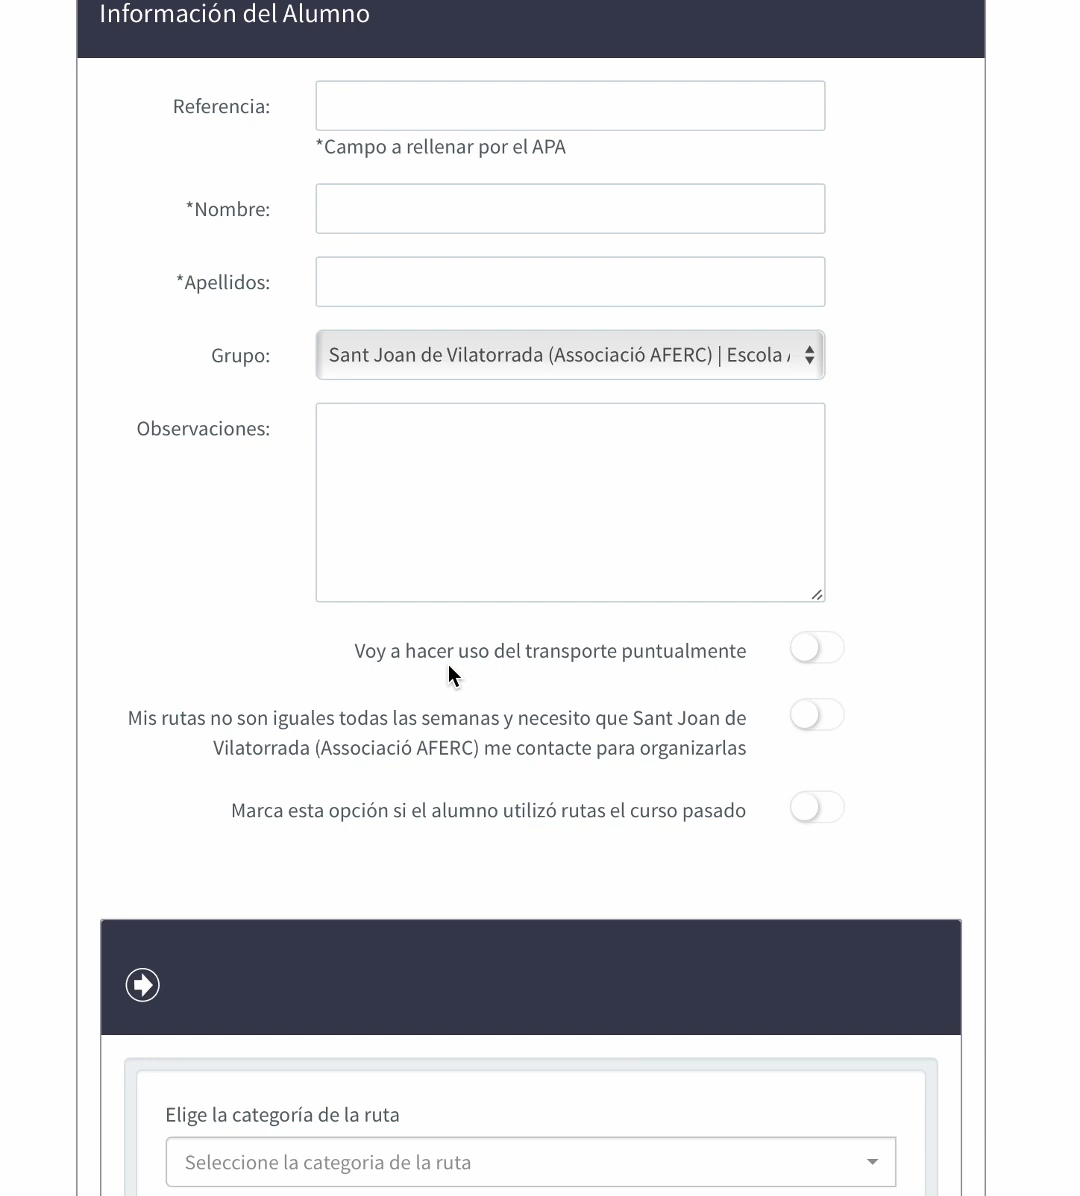 Información del Alumno
Referencia:
*Campo a rellenar por el APA
*Nombre:
*Apellidos:
Grupo:
Sant Joan de Vilatorrada (Associació AFERC) | Escola
Observaciones:
Voy a hacer uso del transporte puntualmente
Mis rutas no son iguales todas las semanas y necesito que Sant Joan de
Vilatorrada (Associació AFERC) me contacte para organizarlas
Marca esta opción si el alumno utilizó rutas el curso pasado
Elige la categoría de la ruta
Seleccione la categoria de la ruta